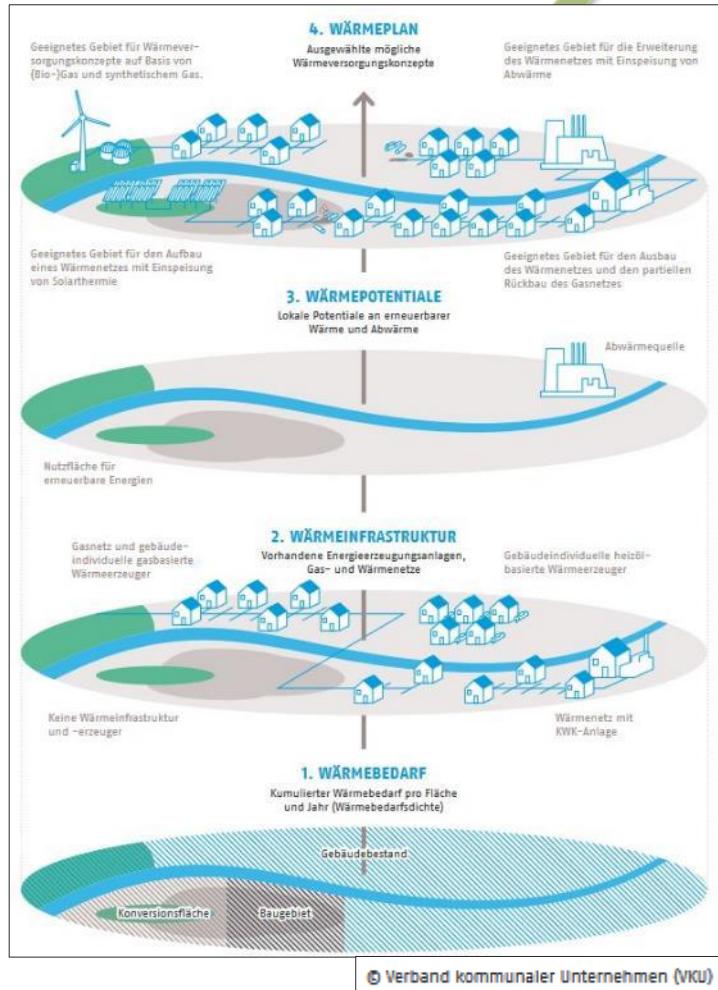 4. WÄRMEPLAN
Ausgewählte mögliche
Wärmeversorgungskonzepte
Geeignetes Gebiet für Wärmever-
sorgungskonzepte auf Basis von
(Bio-)Gas und synthetischem Gas.
Geeignetes Gebiet für die Erweiterung
des Wärmenetzes mit Einspeisung von
Abwärme
Geeignetes Gebiet für den Aufbau
eines Wärmenetzes mit Einspeisung
von Solarthermie
Geeignetes Gebiet für den Ausbau
des Wärmenetzes und den partiellen
Rückbau des Gasnetzes
3. WÄRMEPOTENTIALE
Lokale Potentiale an erneuerbarer
Wärme und Abwärme
Abwärmequelle
Nutzfläche für
erneuerbare Energien
2. WÄRMEINFRASTRUKTUR
Vorhandene Energieerzeugungsanlagen,
Gas- und Wärmenetze
Gasnetz und gebäude-
individuelle gasbasierte
Wärmeerzeuger
Gebäudeindividuelle heizöl-
basierte Wärmeerzeuger
Keine Wärmeinfrastruktur
und -erzeuger
Wärmenetz mit
KWK-Anlage
1. WÄRMEBEDARF
Kumulierter Wärmebedarf pro Fläche
und Jahr (Wärmebedarfsdichte)
Gebäudebestand
Konversionsfläche
Baugebiet
© Verband kommunaler Unternehmen (VKU)